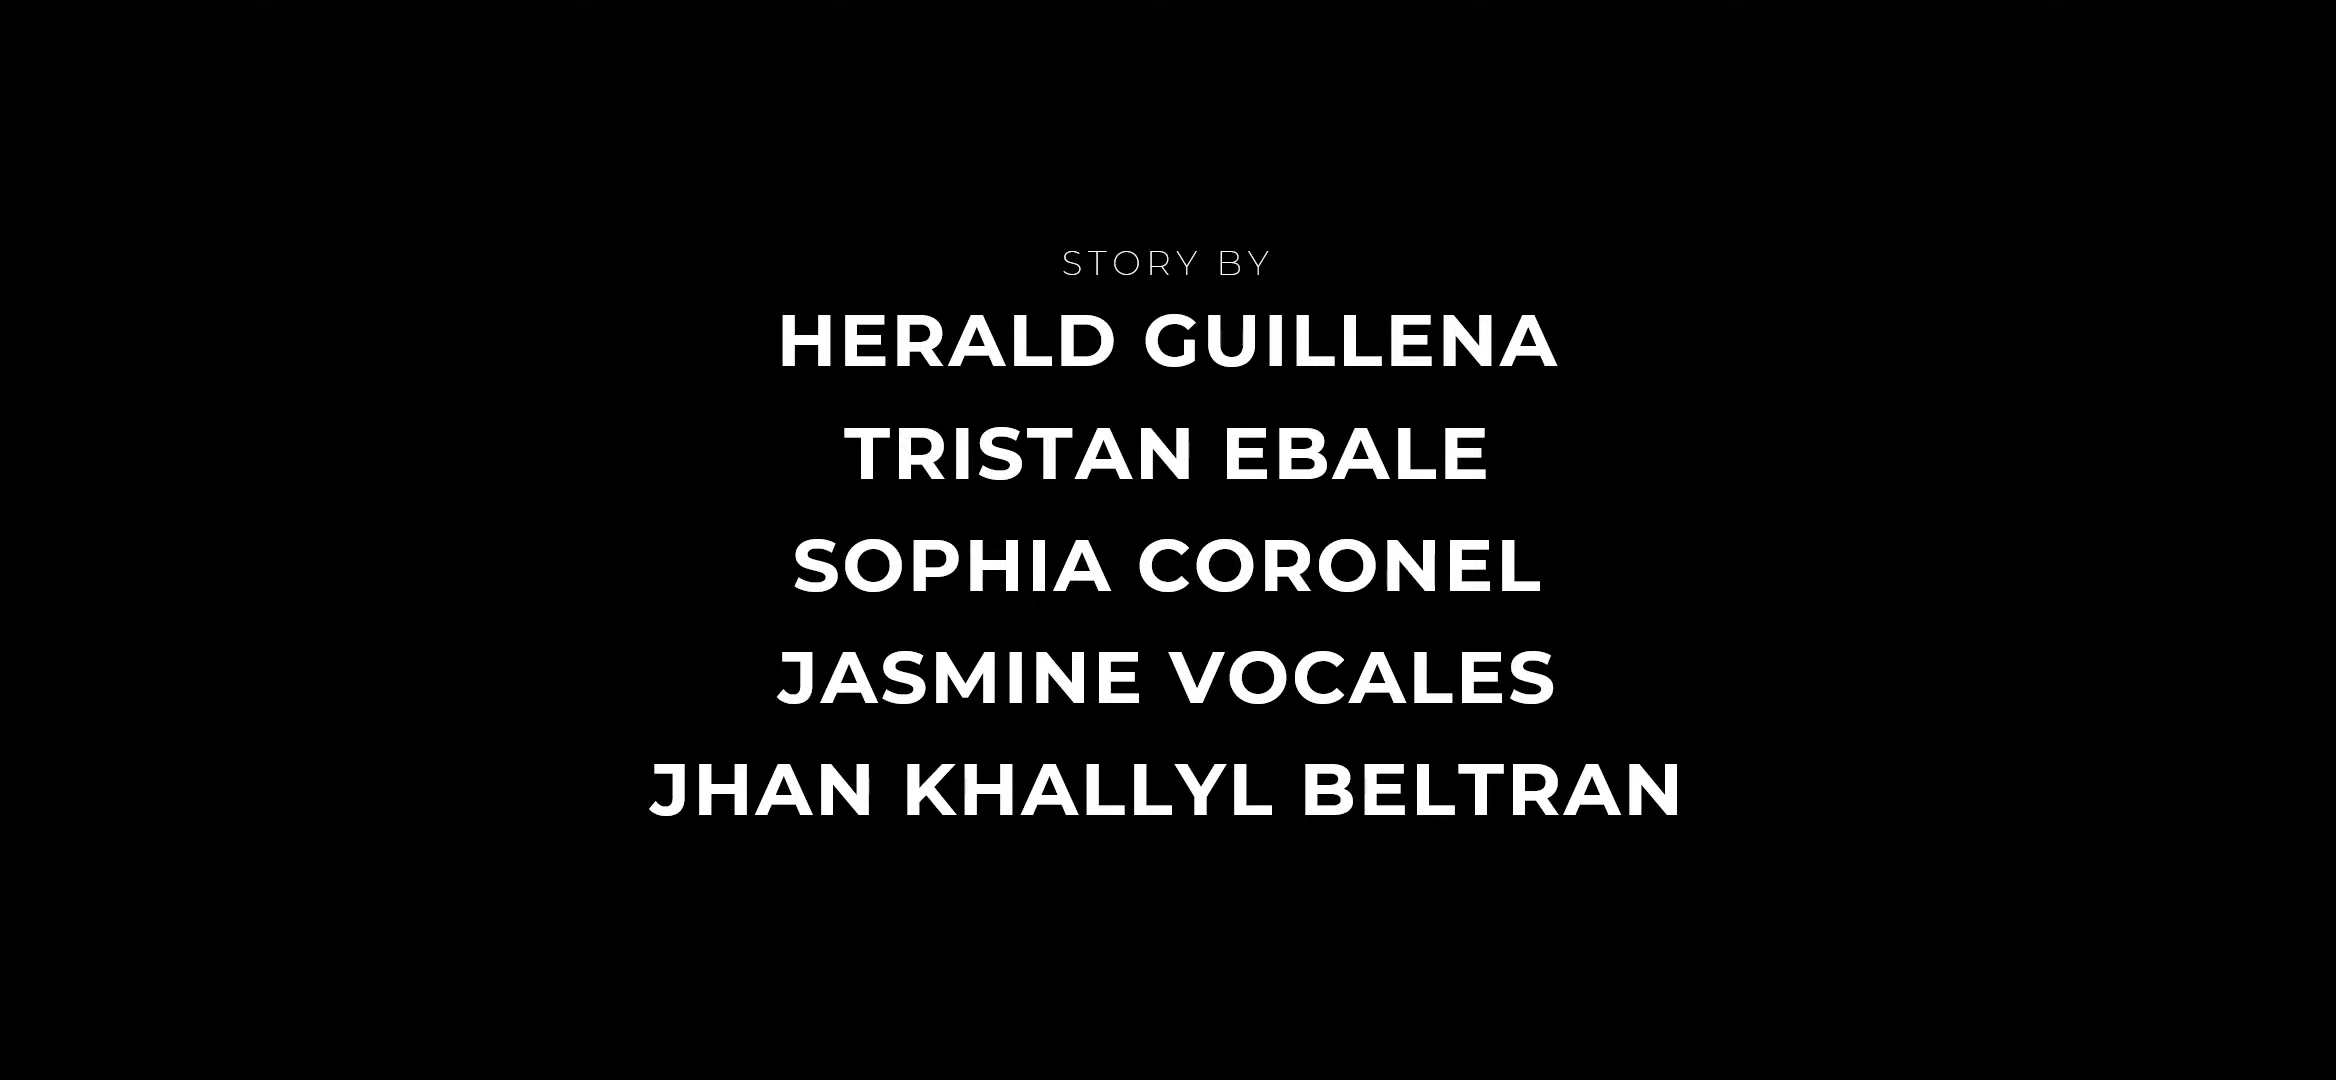 STORY BY
HERALD GUILLENA
TRISTAN EBALE
SOPHIA CORONEL
JASMINE VOCALES
JHAN KHALLYL BELTRAN